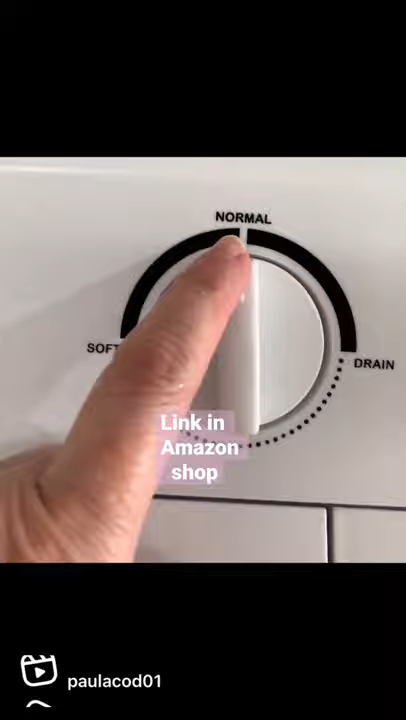 NORMAL
SOFT
DRAIN
Link in
Amazon
shop
paulacod01